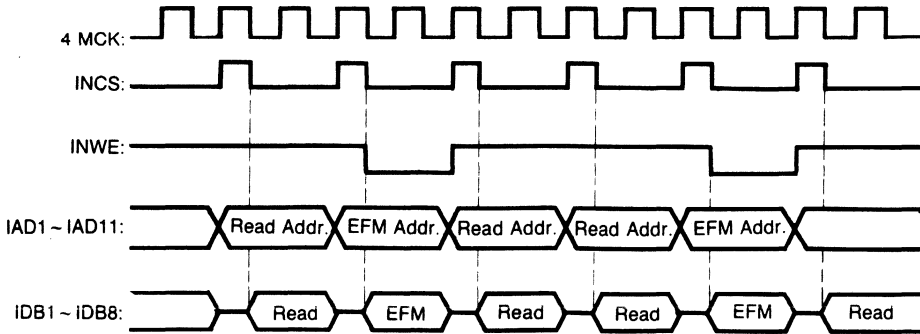 4 MCK:
INCS:
INWE:
IAD1 ~ IAD11: Read Addr. EFM Addr. Read Addr. Read Addr. EFM Addr.
iDB1 ~ iDB8: Read EFM Read Read EFM Read